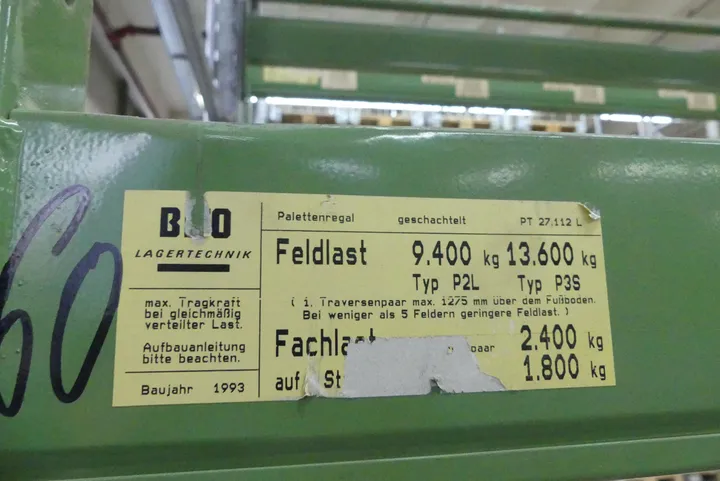 60
LAGERTECHNIK
max. Tragkraft
bei gleichmäßig
verteilter Last.
Aufbauanleitung
bitte beachten.
Baujahr 1993
Palettenregal geschachtelt PT 27,112 L
Feldlast 9.400 kg 13.600 kg
Typ P2L Typ P3S
( 1. Traversenpaar max. 1275 mm über dem Fußboden.
Bei weniger als 5 Feldern geringere Feldlast. )
2.400 kg
auf 1.800 kg